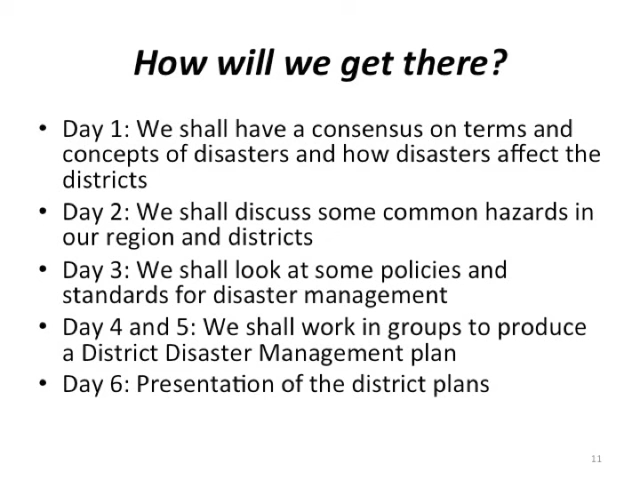 How will we get there?
• Day 1: We shall have a consensus on terms and
concepts of disasters and how disasters affect the
districts
• Day 2: We shall discuss some common hazards in
our region and districts
• Day 3: We shall look at some policies and
standards for disaster management
• Day 4 and 5: We shall work in groups to produce
a District Disaster Management plan
• Day 6: Presentation of the district plans
11